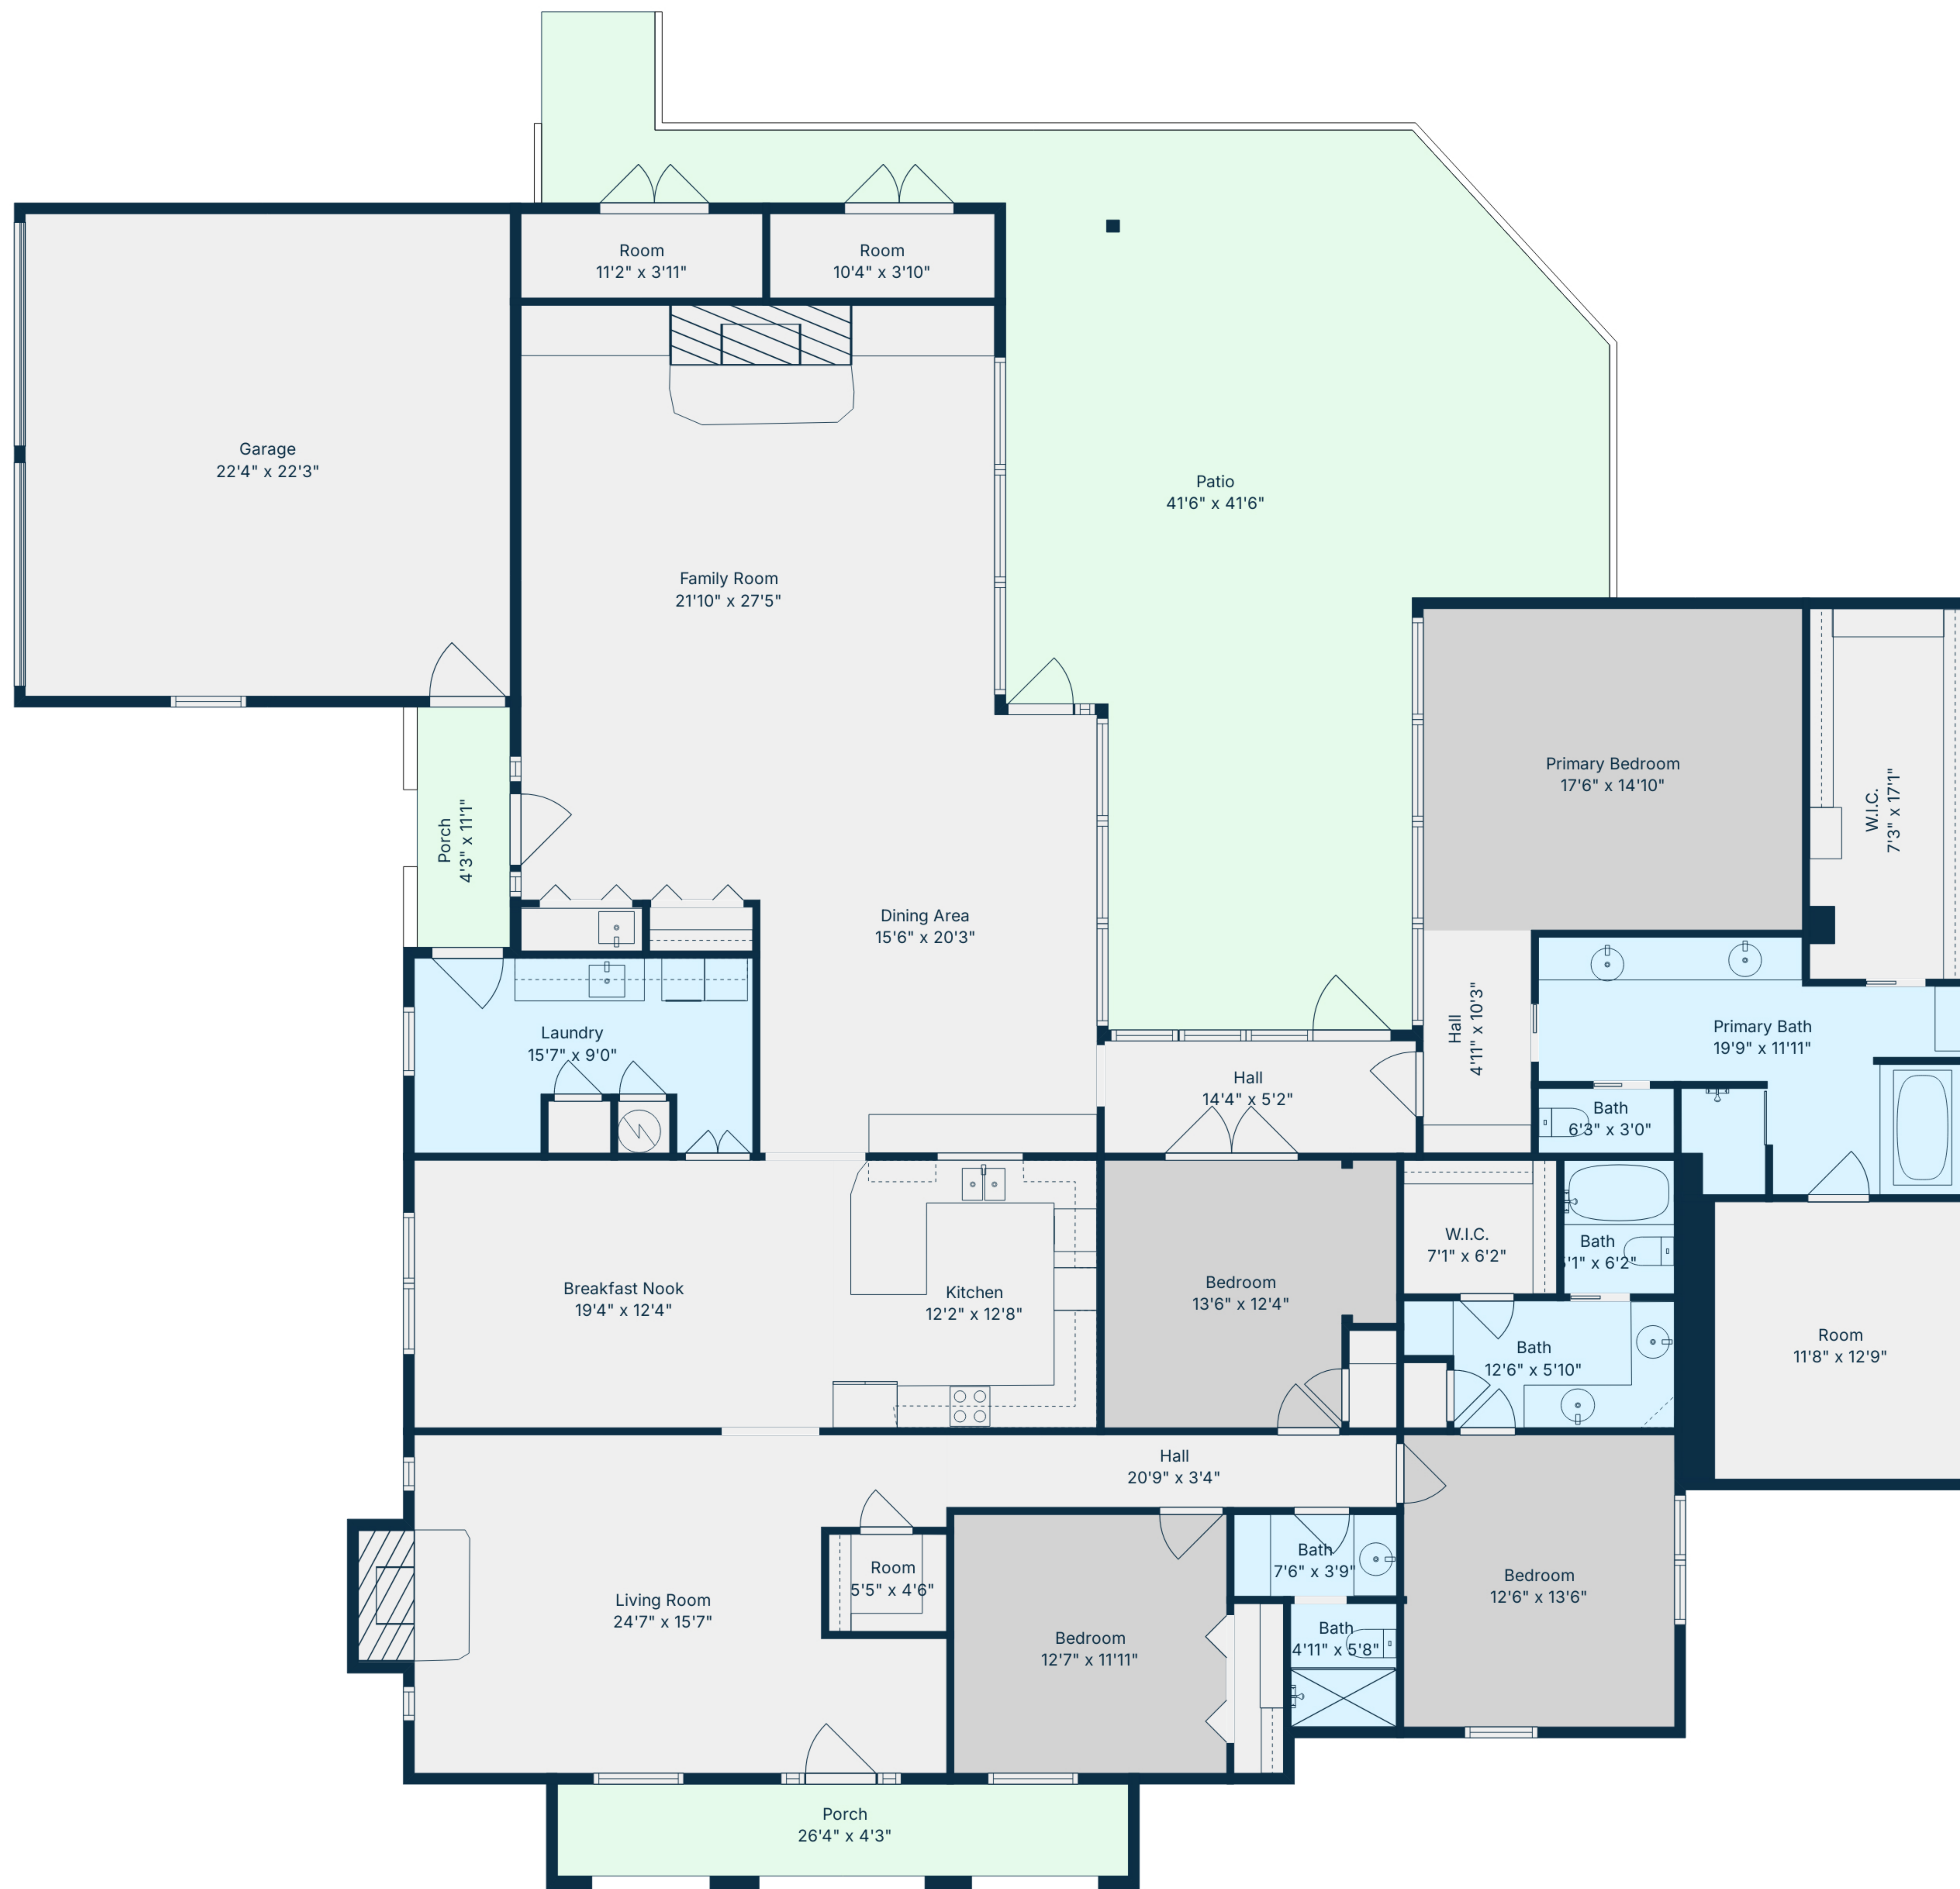 Room
11'2" x 3'11"
Room
10'4" x 3'10"
Garage
22'4" x 22'3"
Patio
41'6" x 41'6"
Family Room
21'10" x 27'5"
Primary Bedroom
17'6" x 14'10"
W.I.C.
7'3" x 17'1"
Porch
4'3" x 11'1"
Dining Area
15'6" x 20'3"
Laundry
15'7" x 9'0"
Hall
4'11" x 10'3"
Primary Bath
19'9" x 11'11"
Hall
14'4" x 5'2"
Bath
6'3" x 3'0"
W.I.C.
7'1" x 6'2"
Bath
'1" x 6'2"
Breakfast Nook
19'4" x 12'4"
Kitchen
12'2" x 12'8"
Bedroom
13'6" x 12'4"
Bath
12'6" x 5'10"
Room
11'8" x 12'9"
Hall
20'9" x 3'4"
Room
5'5" x 4'6"
Living Room
24'7" x 15'7"
Bath
7'6" x 3'9"
Bedroom
12'6" x 13'6"
Bath
4'11" x 5'8"
Bedroom
12'7" x 11'11"
Porch
26'4" x 4'3"